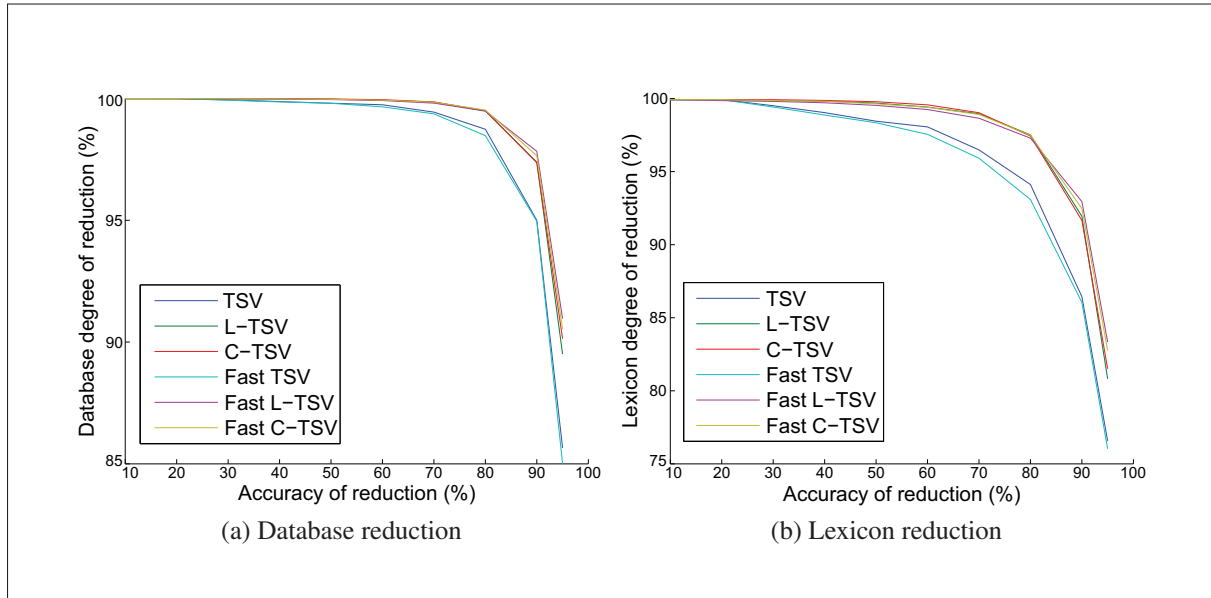 100
95
90
85
Database degree of reduction (%)
TSV
L−TSV
C−TSV
Fast TSV
Fast L−TSV
Fast C−TSV
10 20 30 40 50 60 70 80 90 100
Accuracy of reduction (%)
(a) Database reduction
100
95
90
85
80
75
Lexicon degree of reduction (%)
TSV
L−TSV
C−TSV
Fast TSV
Fast L−TSV
Fast C−TSV
10 20 30 40 50 60 70 80 90 100
Accuracy of reduction (%)
(b) Lexicon reduction